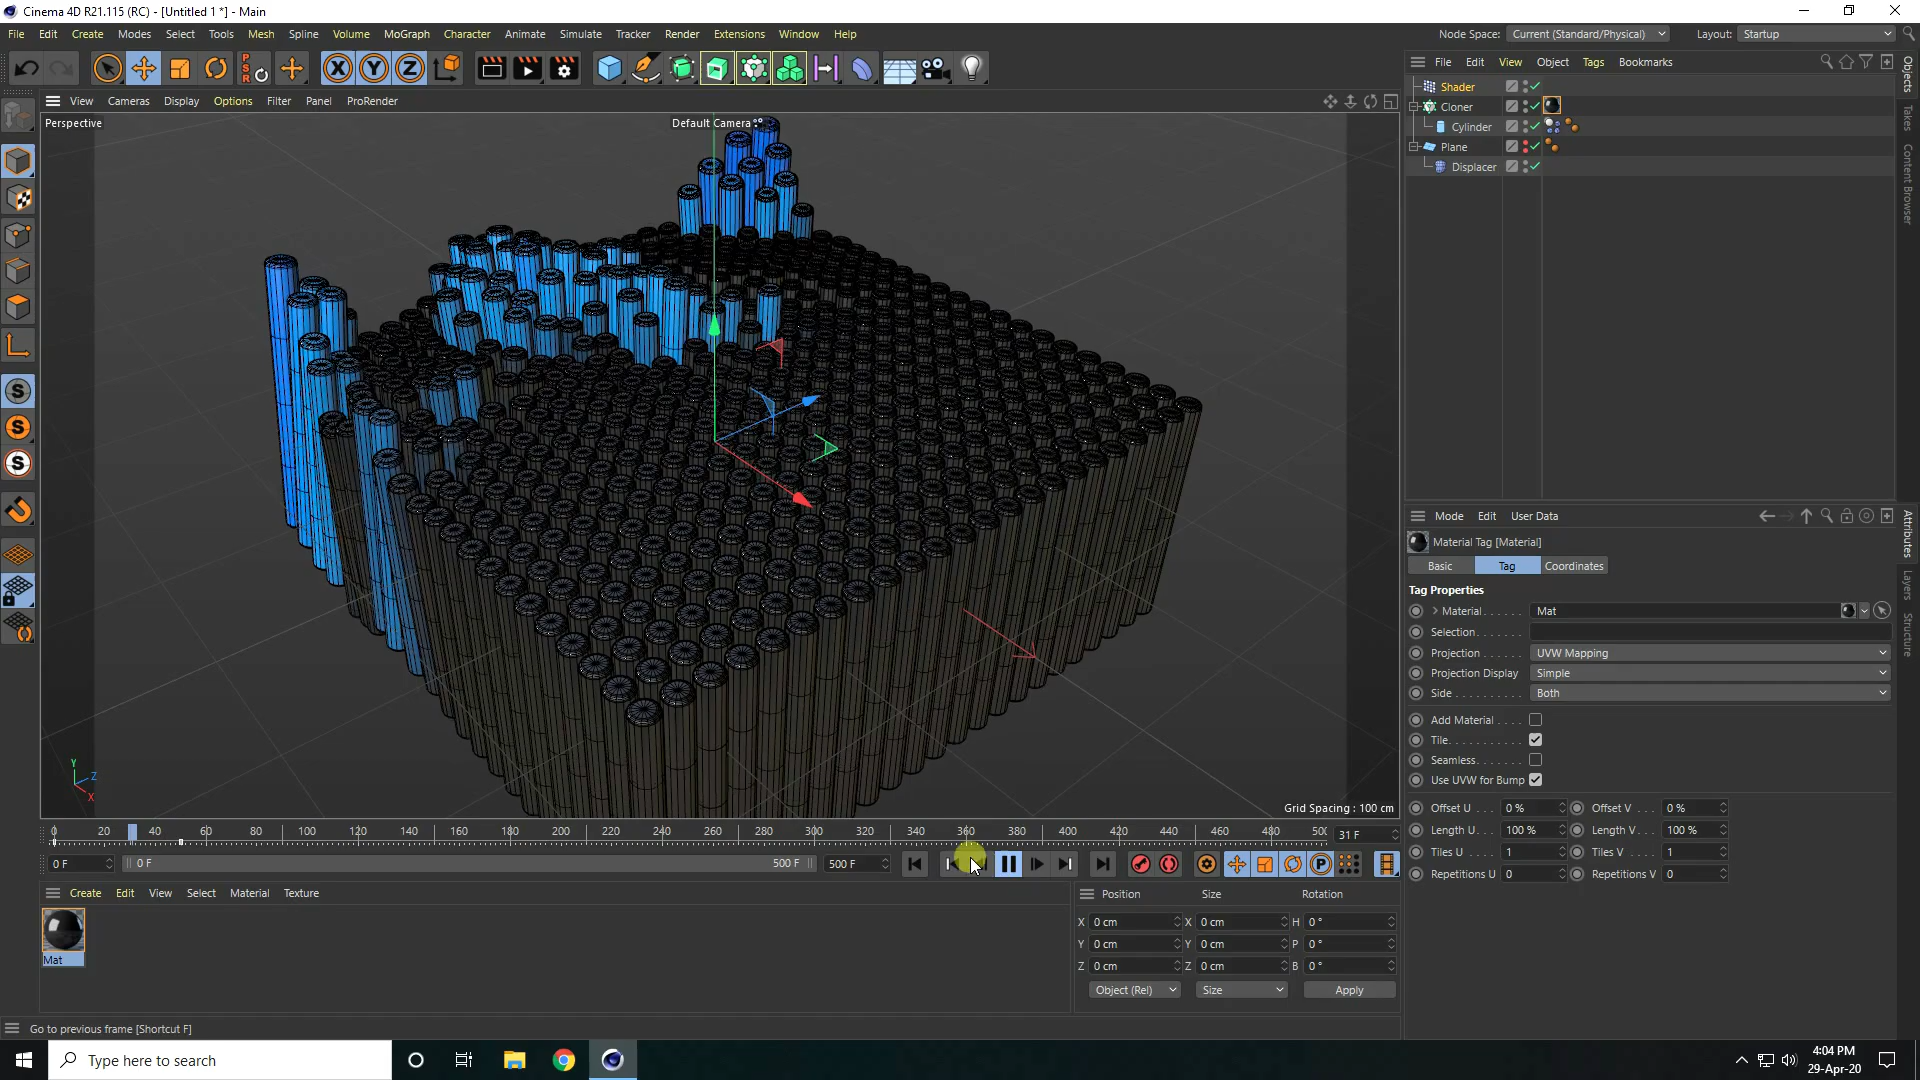 Cinema 4D R21.115 (RC) - [Untitled 1 *] - Main
File Edit Create Modes Select Tools Mesh Spline Volume MoGraph Character Animate Simulate Tracker Render Extensions Window Help
Node Space: Current (Standard/Physical) Layout: Startup
File Edit View Object Tags Bookmarks
View Cameras Display Options Filter Panel ProRender
Perspective
Default Camera
Shader
Cloner
Cylinder
Plane
Displacer
Objects
Takes
Content Browser
Mode Edit User Data
Material Tag [Material]
Basic Tag Coordinates
Tag Properties
Material Mat
Selection
Projection UVW Mapping
Projection Display Simple
Side Both
Add Material
Tile
Seamless
Use UVW for Bump
Offset U 0 % Offset V 0 %
Length U 100 % Length V 100 %
Tiles U 1 Tiles V 1
Repetitions U 0 Repetitions V 0
Attributes
Layers
Structure
Y
Z
X
Grid Spacing : 100 cm
0 20 40 60 80 100 120 140 160 180 200 220 240 260 280 300 320 340 360 380 400 420 440 460 480 500
31 F
0 F 0 F 500 F 500 F
Create Edit View Select Material Texture
Mat
Position Size Rotation
X 0 cm X 0 cm H 0 °
Y 0 cm Y 0 cm P 0 °
Z 0 cm Z 0 cm B 0 °
Object (Rel) Size Apply
Go to previous frame [Shortcut F]
Type here to search
4:04 PM
29-Apr-20